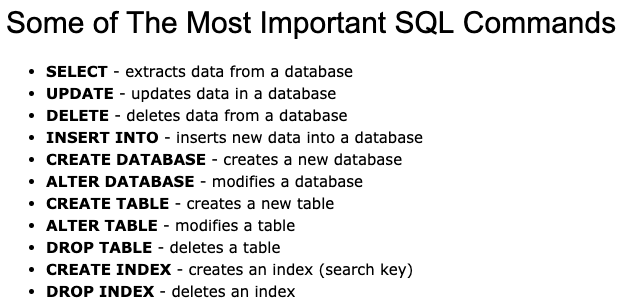 Some of The Most Important SQL Commands
• SELECT - extracts data from a database
• UPDATE - updates data in a database
• DELETE - deletes data from a database
• INSERT INTO - inserts new data into a database
• CREATE DATABASE - creates a new database
• ALTER DATABASE - modifies a database
• CREATE TABLE - creates a new table
• ALTER TABLE - modifies a table
• DROP TABLE - deletes a table
• CREATE INDEX - creates an index (search key)
• DROP INDEX - deletes an index